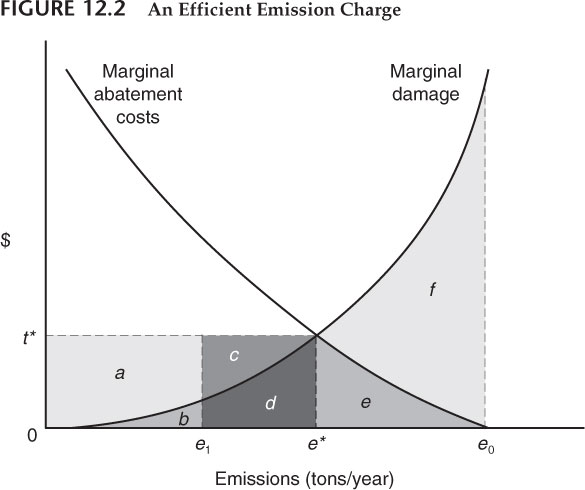 FIGURE 12.2 An Efficient Emission Charge
Marginal
abatement
costs
Marginal
damage
$
f
t*
c
a
d
e
b
0
e₁
e*
e₀
Emissions (tons/year)